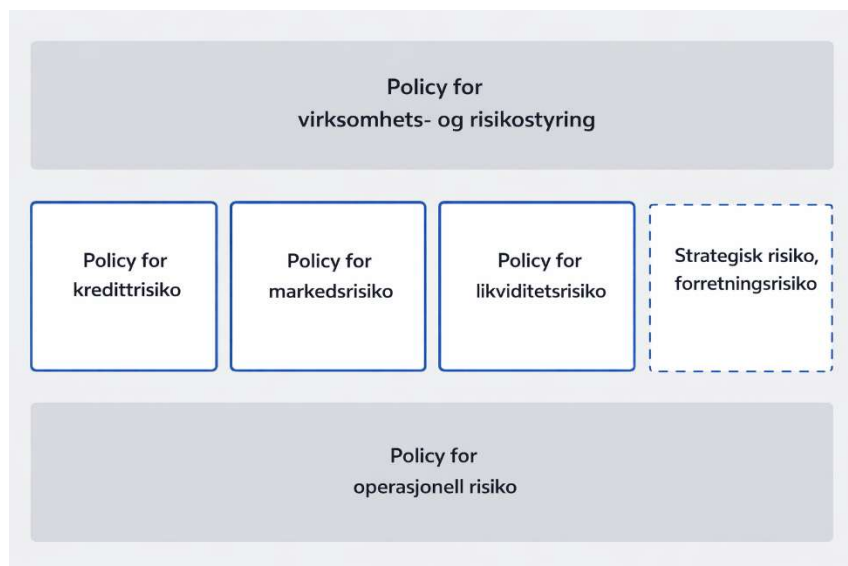 Policy for
virksomhets- og risikostyring
Policy for
kredittrisiko
Policy for
markedsrisiko
Policy for
likviditetsrisiko
Strategisk risiko,
forretningsrisiko
Policy for
operasjonell risiko